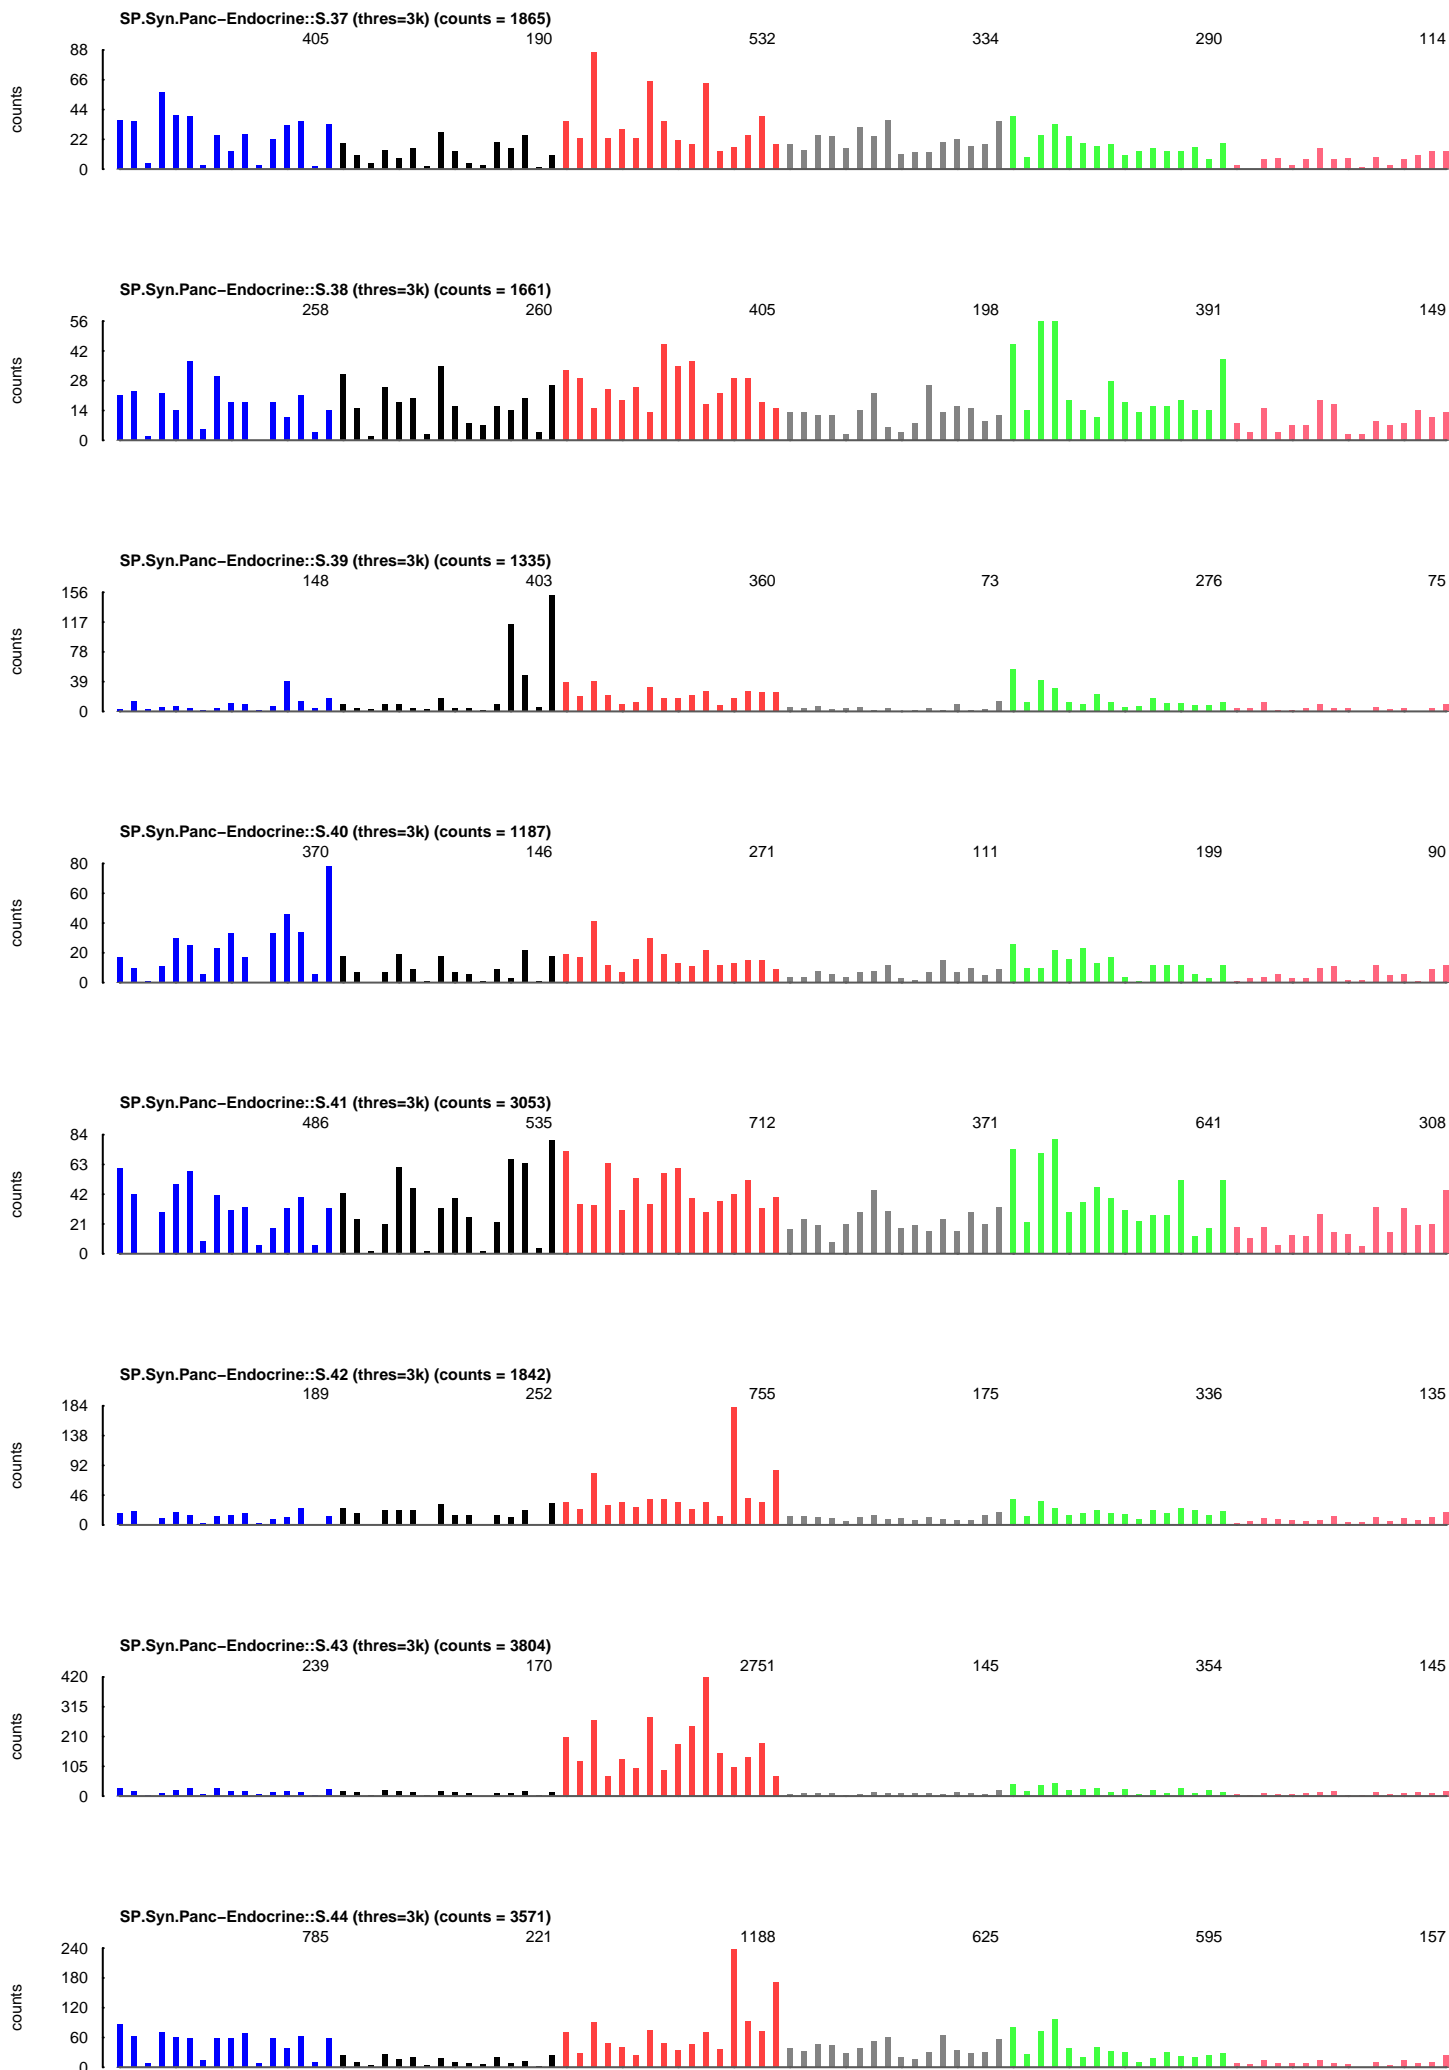 SP.Syn.Panc−Endocrine::S.37 (thres=3k) (counts = 1865)
405 190 532 334 290 114
88
66
44
22
0
counts
SP.Syn.Panc−Endocrine::S.38 (thres=3k) (counts = 1661)
258 260 405 198 391 149
56
42
28
14
0
counts
SP.Syn.Panc−Endocrine::S.39 (thres=3k) (counts = 1335)
148 403 360 73 276 75
156
117
78
39
0
counts
SP.Syn.Panc−Endocrine::S.40 (thres=3k) (counts = 1187)
370 146 271 111 199 90
80
60
40
20
0
counts
SP.Syn.Panc−Endocrine::S.41 (thres=3k) (counts = 3053)
486 535 712 371 641 308
84
63
42
21
0
counts
SP.Syn.Panc−Endocrine::S.42 (thres=3k) (counts = 1842)
189 252 755 175 336 135
184
138
92
46
0
counts
SP.Syn.Panc−Endocrine::S.43 (thres=3k) (counts = 3804)
239 170 2751 145 354 145
420
315
210
105
0
counts
SP.Syn.Panc−Endocrine::S.44 (thres=3k) (counts = 3571)
785 221 1188 625 595 157
240
180
120
60
0
counts